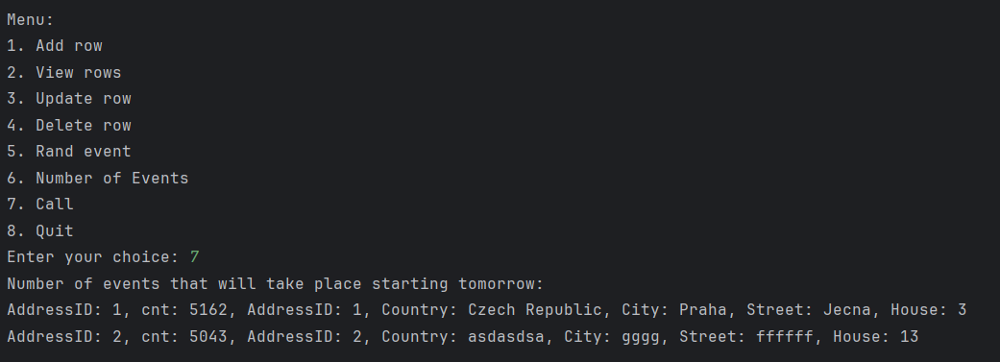 Menu:
1. Add row
2. View rows
3. Update row
4. Delete row
5. Rand event
6. Number of Events
7. Call
8. Quit
Enter your choice: 7
Number of events that will take place starting tomorrow:
AddressID: 1, cnt: 5162, AddressID: 1, Country: Czech Republic, City: Praha, Street: Jecna, House: 3
AddressID: 2, cnt: 5043, AddressID: 2, Country: asdasdsa, City: gggg, Street: ffffff, House: 13